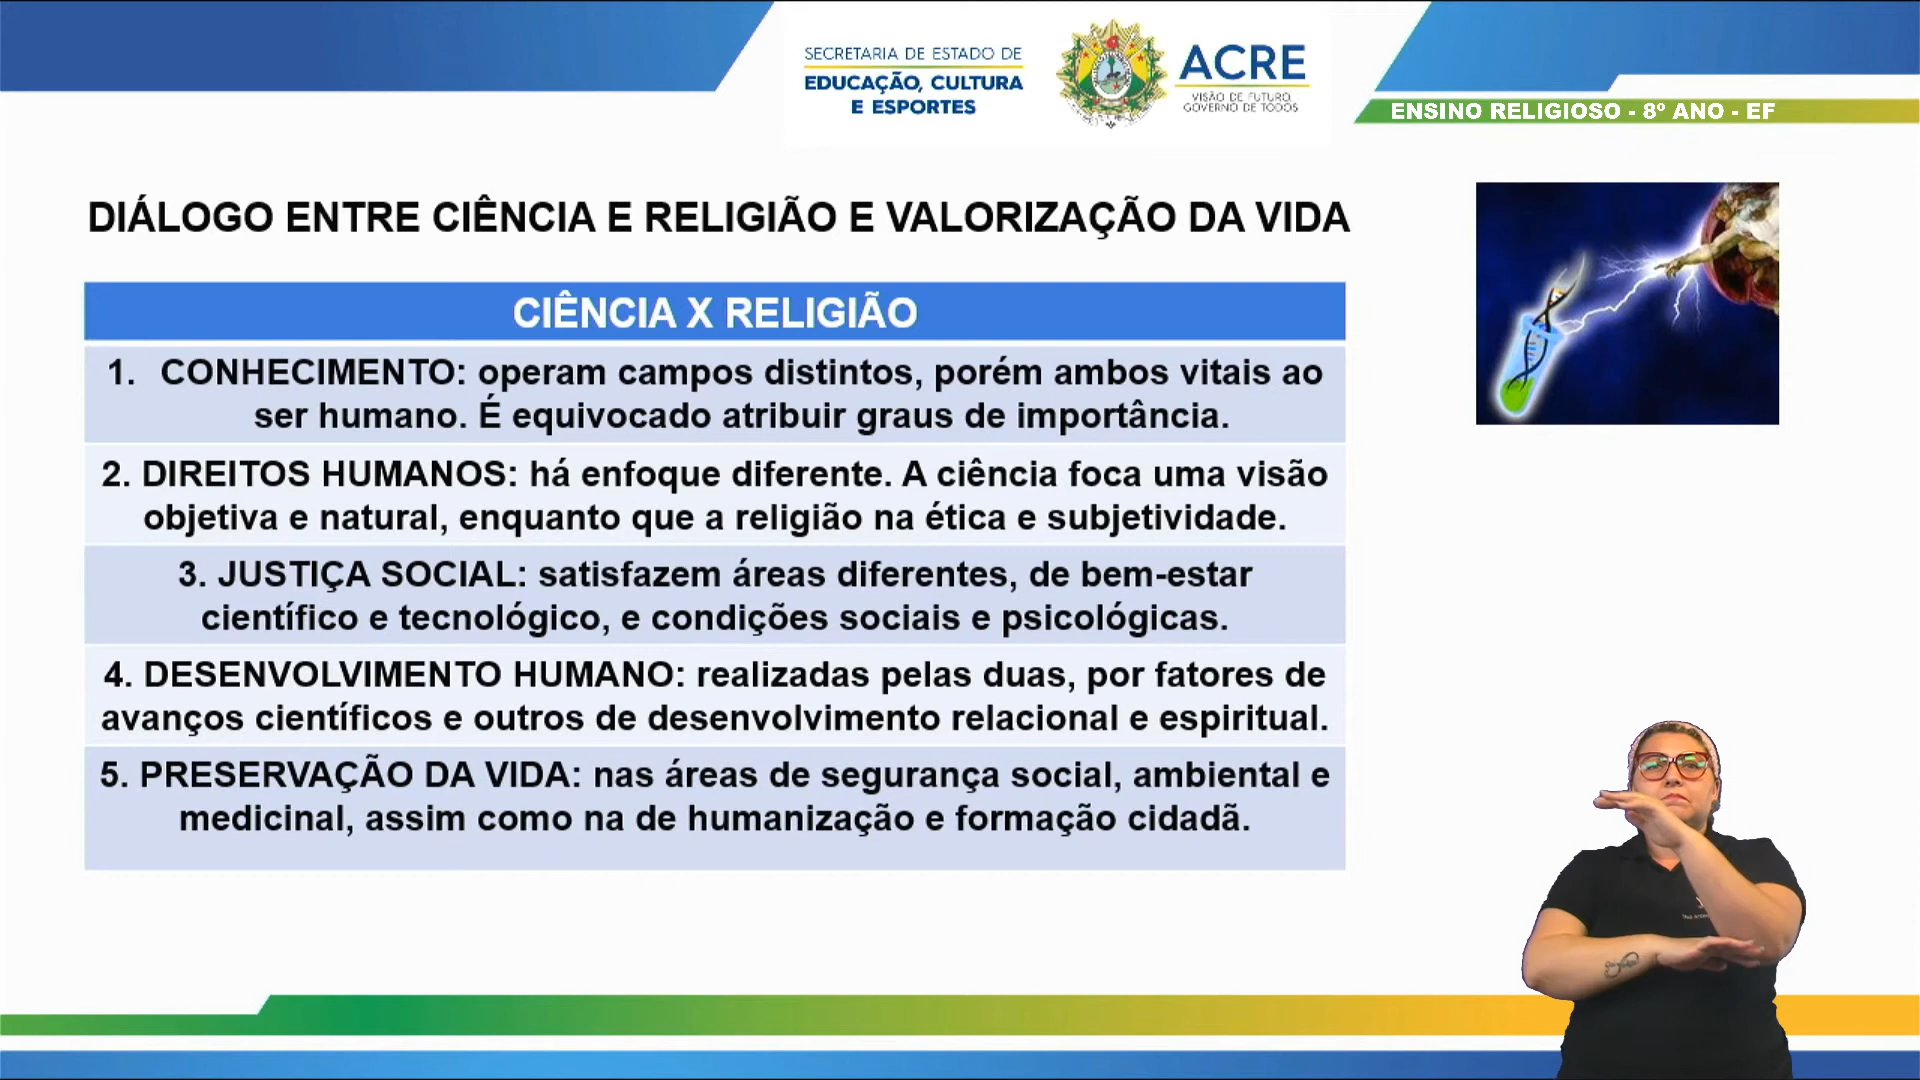 SECRETARIA DE ESTADO DE
EDUCAÇÃO, CULTURA
E ESPORTES
ACRE
VISÃO DE FUTURO,
GOVERNO DE TODOS
ENSINO RELIGIOSO - 8º ANO - EF
DIÁLOGO ENTRE CIÊNCIA E RELIGIÃO E VALORIZAÇÃO DA VIDA
CIÊNCIA X RELIGIÃO
1. CONHECIMENTO: operam campos distintos, porém ambos vitais ao
ser humano. É equivocado atribuir graus de importância.
2. DIREITOS HUMANOS: há enfoque diferente. A ciência foca uma visão
objetiva e natural, enquanto que a religião na ética e subjetividade.
3. JUSTIÇA SOCIAL: satisfazem áreas diferentes, de bem-estar
científico e tecnológico, e condições sociais e psicológicas.
4. DESENVOLVIMENTO HUMANO: realizadas pelas duas, por fatores de
avanços científicos e outros de desenvolvimento relacional e espiritual.
5. PRESERVAÇÃO DA VIDA: nas áreas de segurança social, ambiental e
medicinal, assim como na de humanização e formação cidadã.